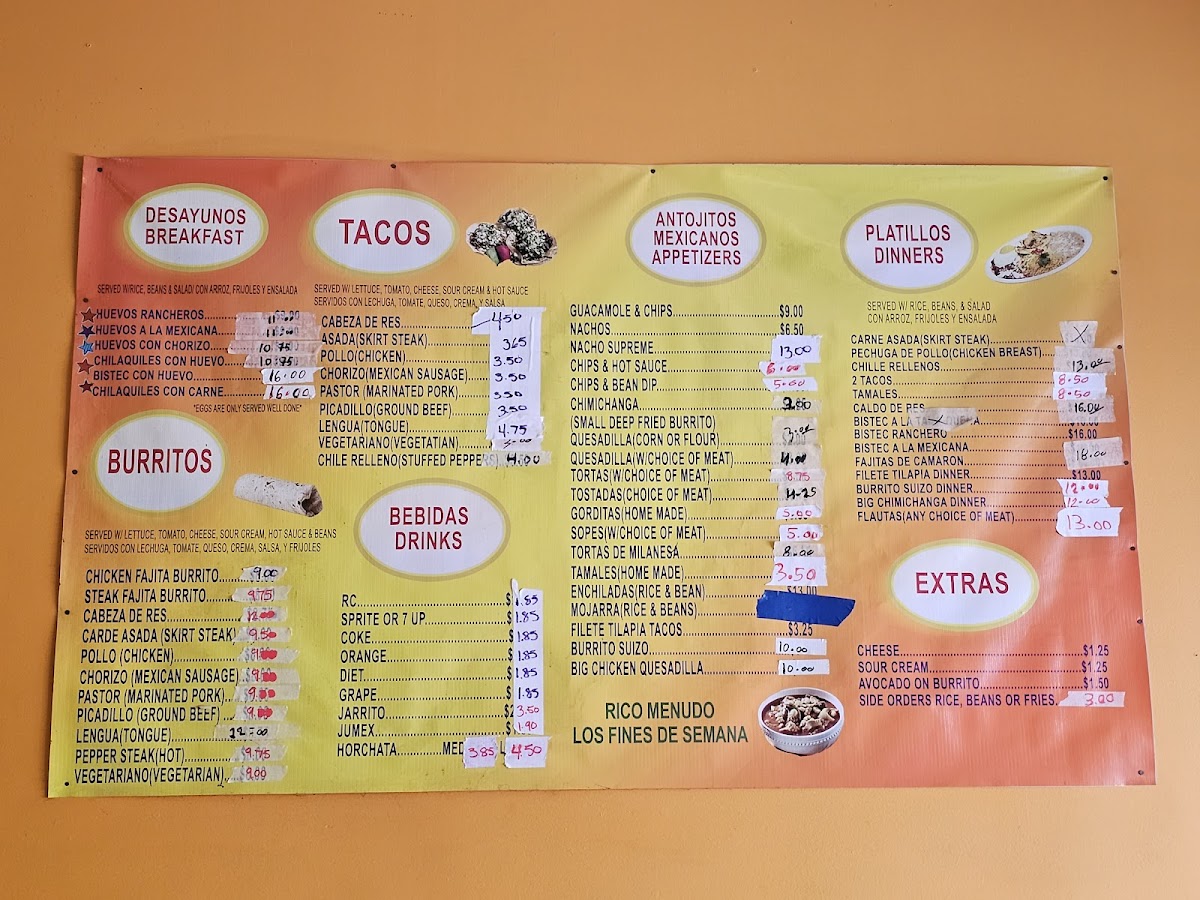 DESAYUNOS
BREAKFAST
SERVED W/RICE, BEANS & SALAD/ CON ARROZ, FRIJOLES Y ENSALADA
HUEVOS RANCHEROS
HUEVOS A LA MEXICANA
HUEVOS CON CHORIZO 10.75
CHILAQUILES CON HUEVO 10.75
BISTEC CON HUEVO 16.00
CHILAQUILES CON CARNE 16.00
*EGGS ARE ONLY SERVED WELL DONE*
BURRITOS
SERVED W/ LETTUCE, TOMATO, CHEESE, SOUR CREAM, HOT SAUCE & BEANS
SERVIDOS CON LECHUGA, TOMATE, QUESO, CREMA, SALSA, Y FRIJOLES
CHICKEN FAJITA BURRITO 9.00
STEAK FAJITA BURRITO 9.75
CABEZA DE RES
CARDE ASADA (SKIRT STEAK)
POLLO (CHICKEN)
CHORIZO (MEXICAN SAUSAGE)
PASTOR (MARINATED PORK)
PICADILLO (GROUND BEEF)
LENGUA(TONGUE) 12.00
PEPPER STEAK(HOT) $9.75
VEGETARIANO(VEGETARIAN) $9.00
TACOS
SERVED W/ LETTUCE, TOMATO, CHEESE, SOUR CREAM & HOT SAUCE
SERVIDOS CON LECHUGA, TOMATE, QUESO, CREMA, Y SALSA
CABEZA DE RES 4.50
ASADA(SKIRT STEAK) 365
POLLO(CHICKEN) 3.50
CHORIZO(MEXICAN SAUSAGE) 3.50
PASTOR (MARINATED PORK) 3.50
PICADILLO(GROUND BEEF) 3.50
LENGUA(TONGUE) 4.75
VEGETARIANO(VEGETATIAN)
CHILE RELLENO(STUFFED PEPPERS) 4.00
BEBIDAS
DRINKS
RC $1.85
SPRITE OR 7 UP $1.85
COKE $1.85
ORANGE $1.85
DIET $1.85
GRAPE $1.85
JARRITO 3.50
JUMEX 1.90
HORCHATA MED 3.85 L 4.50
ANTOJITOS
MEXICANOS
APPETIZERS
GUACAMOLE & CHIPS $9.00
NACHOS $6.50
NACHO SUPREME 13.00
CHIPS & HOT SAUCE 6.00
CHIPS & BEAN DIP 5.00
CHIMICHANGA
(SMALL DEEP FRIED BURRITO)
QUESADILLA(CORN OR FLOUR)
QUESADILLA(W/CHOICE OF MEAT) 4.00
TORTAS(W/CHOICE OF MEAT) 8.75
TOSTADAS(CHOICE OF MEAT) 4.25
GORDITAS(HOME MADE) 5.00
SOPES(W/CHOICE OF MEAT) 5.00
TORTAS DE MILANESA 8.00
TAMALES(HOME MADE) 3.50
ENCHILADAS(RICE & BEAN) $13.00
MOJARRA(RICE & BEANS)
FILETE TILAPIA TACOS $3.25
BURRITO SUIZO 10.00
BIG CHICKEN QUESADILLA 10.00
RICO MENUDO
LOS FINES DE SEMANA
PLATILLOS
DINNERS
SERVED W/ RICE, BEANS, & SALAD
CON ARROZ, FRIJOLES Y ENSALADA
CARNE ASADA(SKIRT STEAK) X
PECHUGA DE POLLO(CHICKEN BREAST)
CHILLE RELLENOS 13.00
2 TACOS 8.50
TAMALES 8.50
CALDO DE RES 16.00
BISTEC A LA X
BISTEC RANCHERO $16.00
BISTEC A LA MEXICANA
FAJITAS DE CAMARON 18.00
FILETE TILAPIA DINNER $13.00
BURRITO SUIZO DINNER 12.00
BIG CHIMICHANGA DINNER 12.00
FLAUTAS(ANY CHOICE OF MEAT) 13.00
EXTRAS
CHEESE $1.25
SOUR CREAM $1.25
AVOCADO ON BURRITO $1.50
SIDE ORDERS RICE, BEANS OR FRIES. 3.00